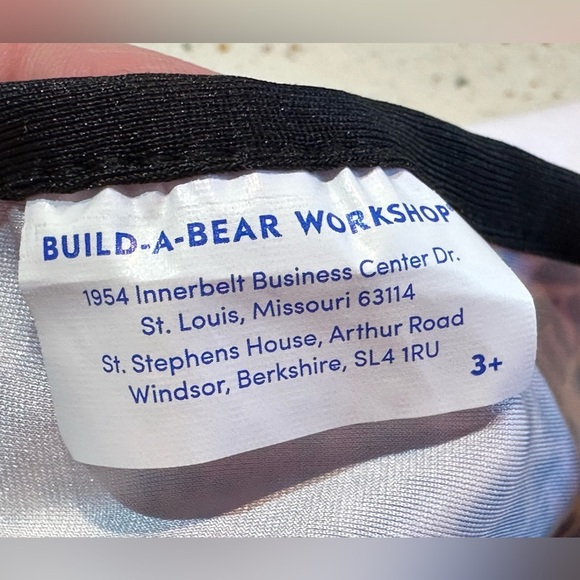 BUILD-A-BEAR WORKSHOP
1954 Innerbelt Business Center Dr.
St. Louis, Missouri 63114
St. Stephens House, Arthur Road
Windsor, Berkshire, SL4 1RU
3+